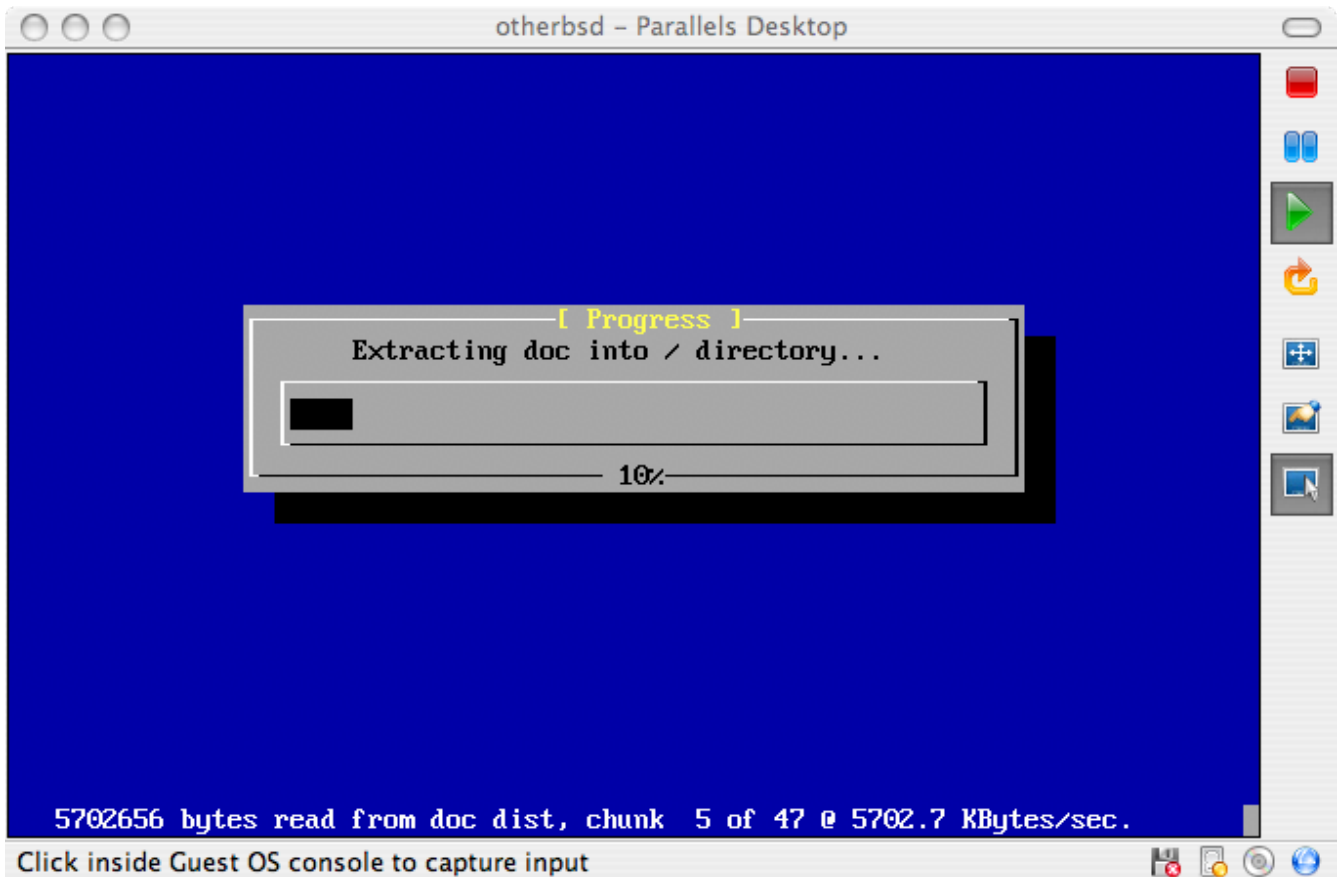 otherbsd – Parallels Desktop
[ Progress ]
Extracting doc into / directory...
10%
5702656 bytes read from doc dist, chunk  5 of 47 @ 5702.7 KBytes/sec.
Click inside Guest OS console to capture input